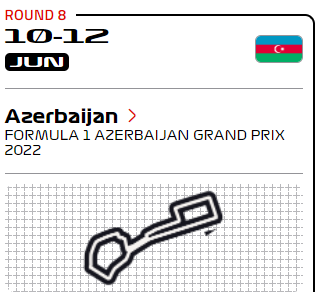 ROUND 8
10-12
JUN
Azerbaijan
FORMULA 1 AZERBAIJAN GRAND PRIX
2022